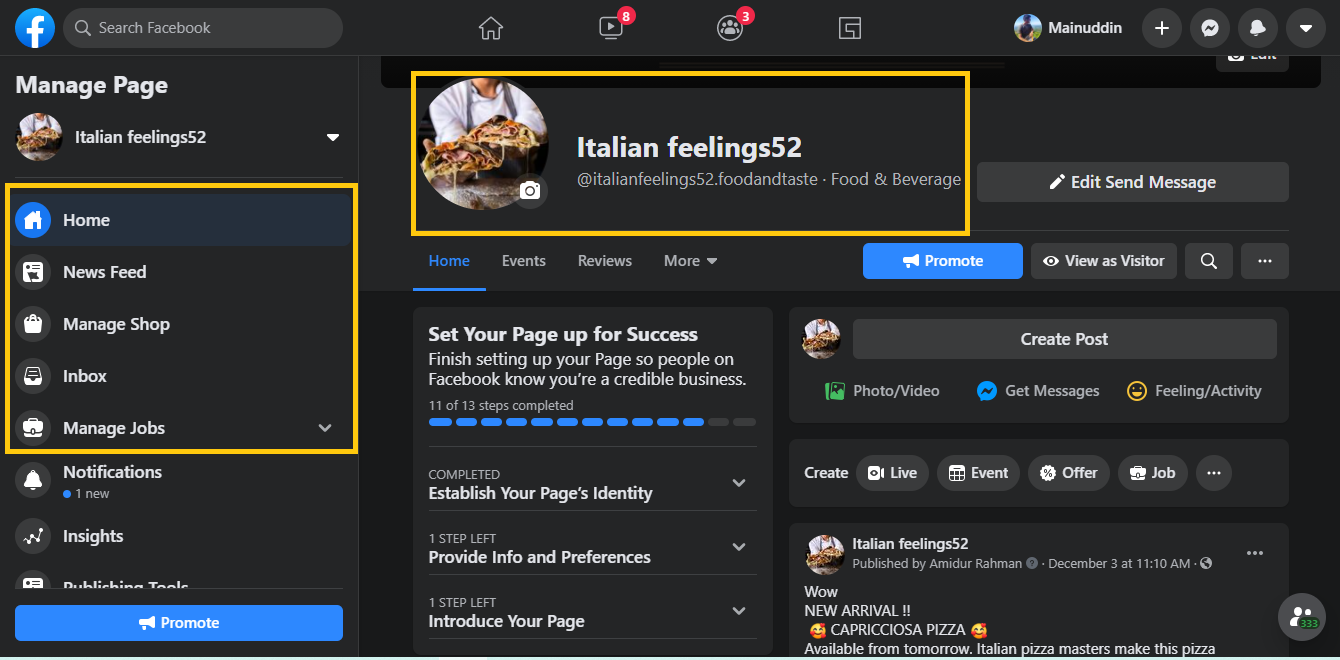 Search Facebook
8
3
Mainuddin
Manage Page
Italian feelings52
Home
News Feed
Manage Shop
Inbox
Manage Jobs
Notifications
1 new
Insights
Publishing Tools
Promote
Edit
Italian feelings52
@italianfeelings52.foodandtaste · Food & Beverage
Edit Send Message
Home Events Reviews More
Promote View as Visitor
Set Your Page up for Success
Finish setting up your Page so people on
Facebook know you're a credible business.
11 of 13 steps completed
COMPLETED
Establish Your Page's Identity
1 STEP LEFT
Provide Info and Preferences
1 STEP LEFT
Introduce Your Page
Create Post
Photo/Video Get Messages Feeling/Activity
Create Live Event Offer Job
Italian feelings52
Published by Amidur Rahman · December 3 at 11:10 AM ·
Wow
NEW ARRIVAL !!
🥰 CAPRICCIOSA PIZZA 🥰
Available from tomorrow. Italian pizza masters make this pizza
333